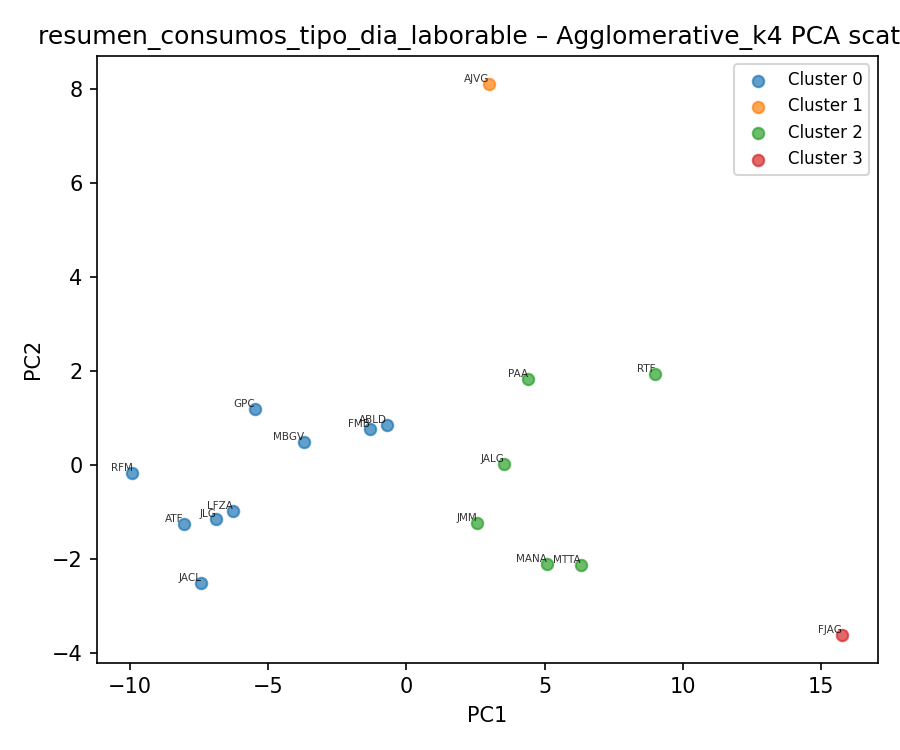 resumen_consumos_tipo_dia_laborable – Agglomerative_k4 PCA scat
Cluster 0
Cluster 1
Cluster 2
Cluster 3
AJVG
PAA
RTF
GPC
ABLD
FMB
MBGV
JALG
RFM
LFZA
JLG
ATF
JMM
MANA
MTTA
JACL
FJAG
8
6
4
2
0
−2
−4
PC2
−10
−5
0
5
10
15
PC1